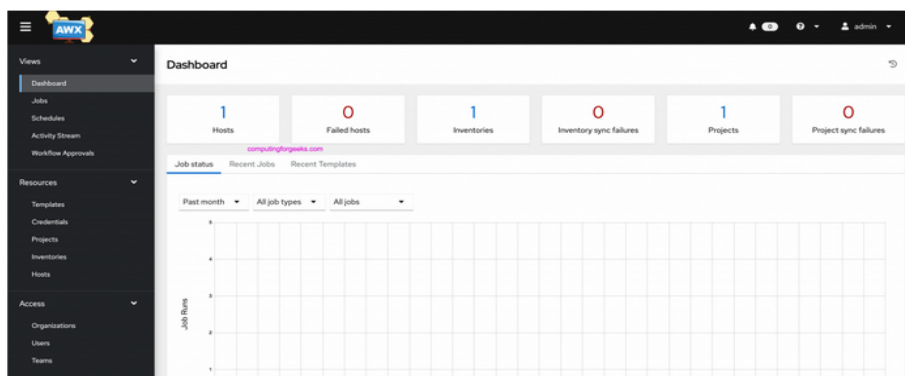 AWX
0
admin
Views
Dashboard
Jobs
Schedules
Activity Stream
Workflow Approvals
Resources
Templates
Credentials
Projects
Inventories
Hosts
Access
Organizations
Users
Teams
Dashboard
1
Hosts
0
Failed hosts
1
Inventories
0
Inventory sync failures
1
Projects
0
Project sync failures
computingforgeeks.com
Job status Recent Jobs Recent Templates
Past month All job types All jobs
Job Runs
5
4
3
2
1